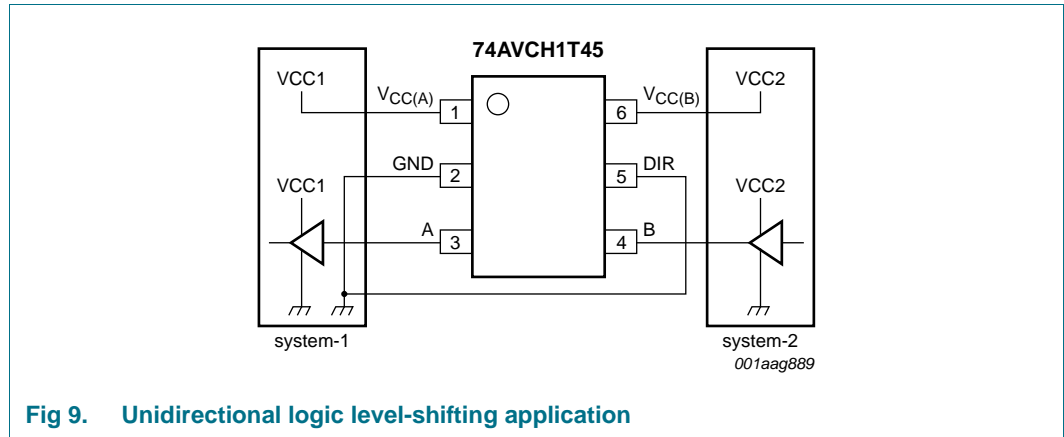 74AVCH1T45
VCC1
VCC(A)
1
6
VCC(B)
VCC2
GND
2
5
DIR
VCC1
VCC2
A
3
4
B
system-1
system-2
001aag889
Fig 9. Unidirectional logic level-shifting application